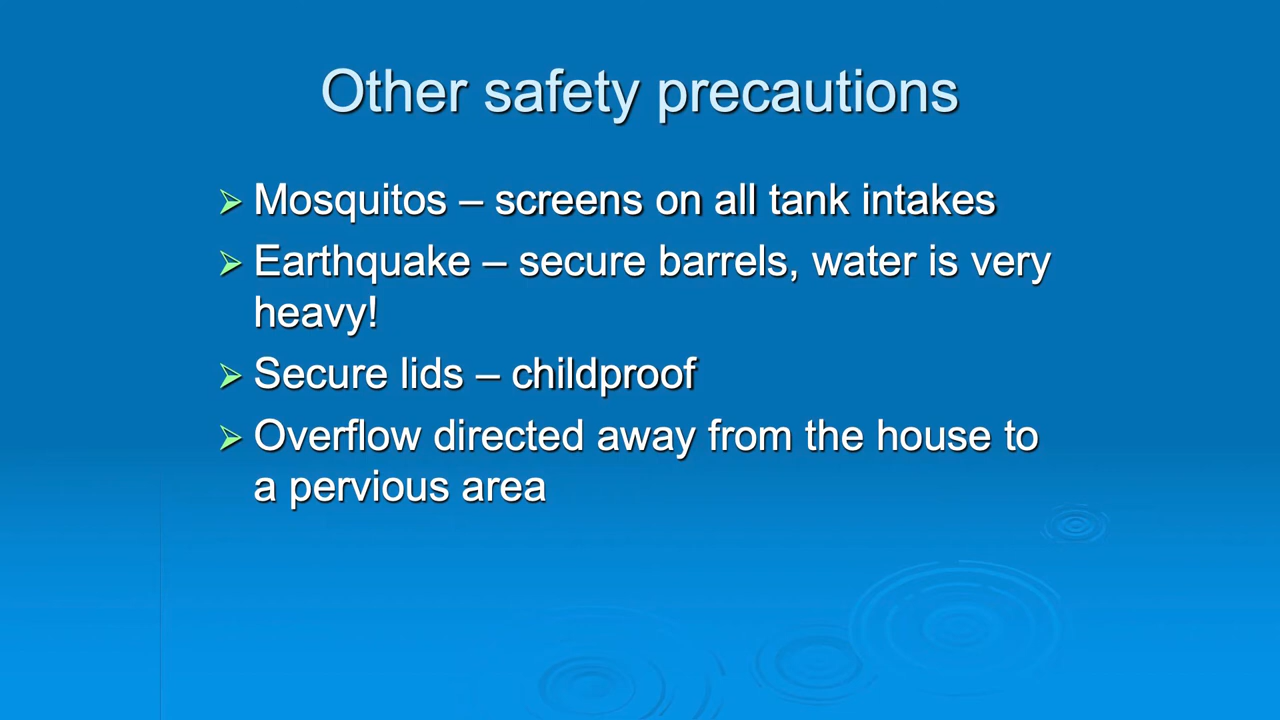 Other safety precautions
Mosquitos – screens on all tank intakes
Earthquake – secure barrels, water is very
heavy!
Secure lids – childproof
Overflow directed away from the house to
a pervious area